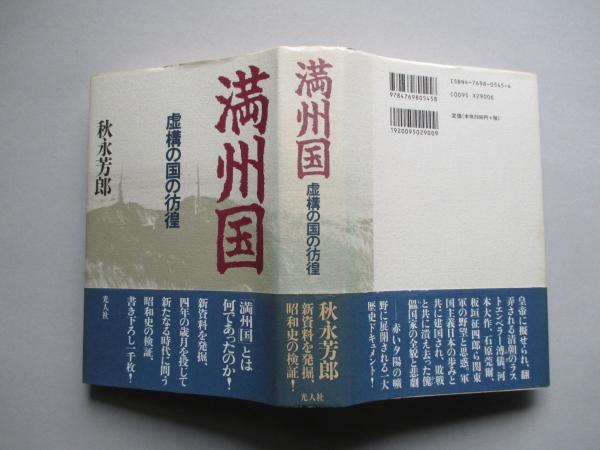 満州国
虚構の国の彷徨
秋永芳郎
「満州国」とは
何であったのか!
新資料を発掘、
四年の歳月を投じて
新たなる時代に問う
昭和史の検証。
書き下ろし一千枚!
光人社
満州国
虚構の国の彷徨
秋永芳郎
新資料を発掘、
昭和史の検証!
光人社
ISBN4-7698-0545-4
C0095 ¥2900E
定価(本体2900円+税)
9784769805458
1920095029009
皇帝に擬せられ、翻
弄される清朝のラス
トエンペラー溥儀、河
本大作、石原莞爾、
板垣征四郎ら関東
軍の野望と思惑。軍
国主義日本の歩みと
共に建国され、敗戦
と共に潰え去った傀
儡国家の全貌と悲劇
――赤い夕陽の曠
野に展開される一大
歴史ドキュメント!